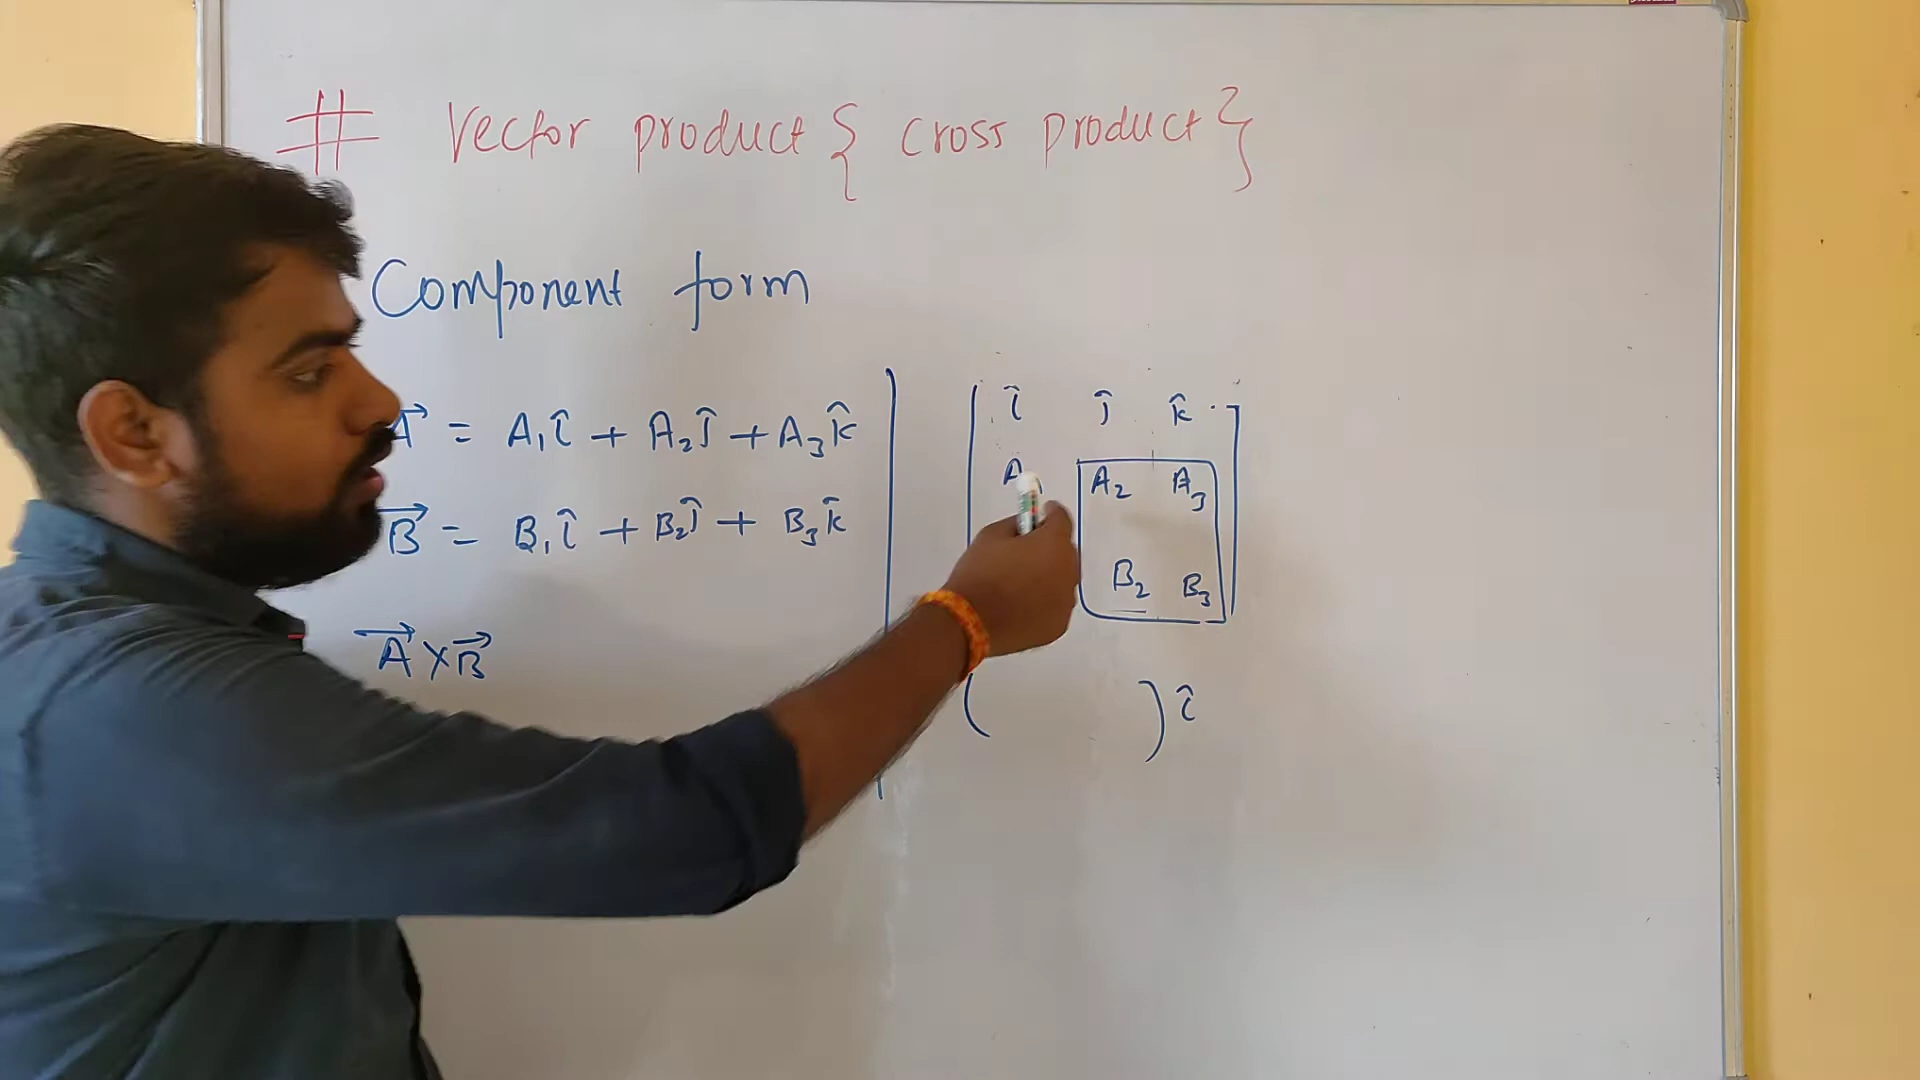 # Vector product { cross product }
Component form
A⃗ = A₁î + A₂ĵ + A₃k̂
B⃗ = B₁î + B₂ĵ + B₃k̂
A⃗ × B⃗
î ĵ k̂
A₂ A₃
B₂ B₃
( ) î